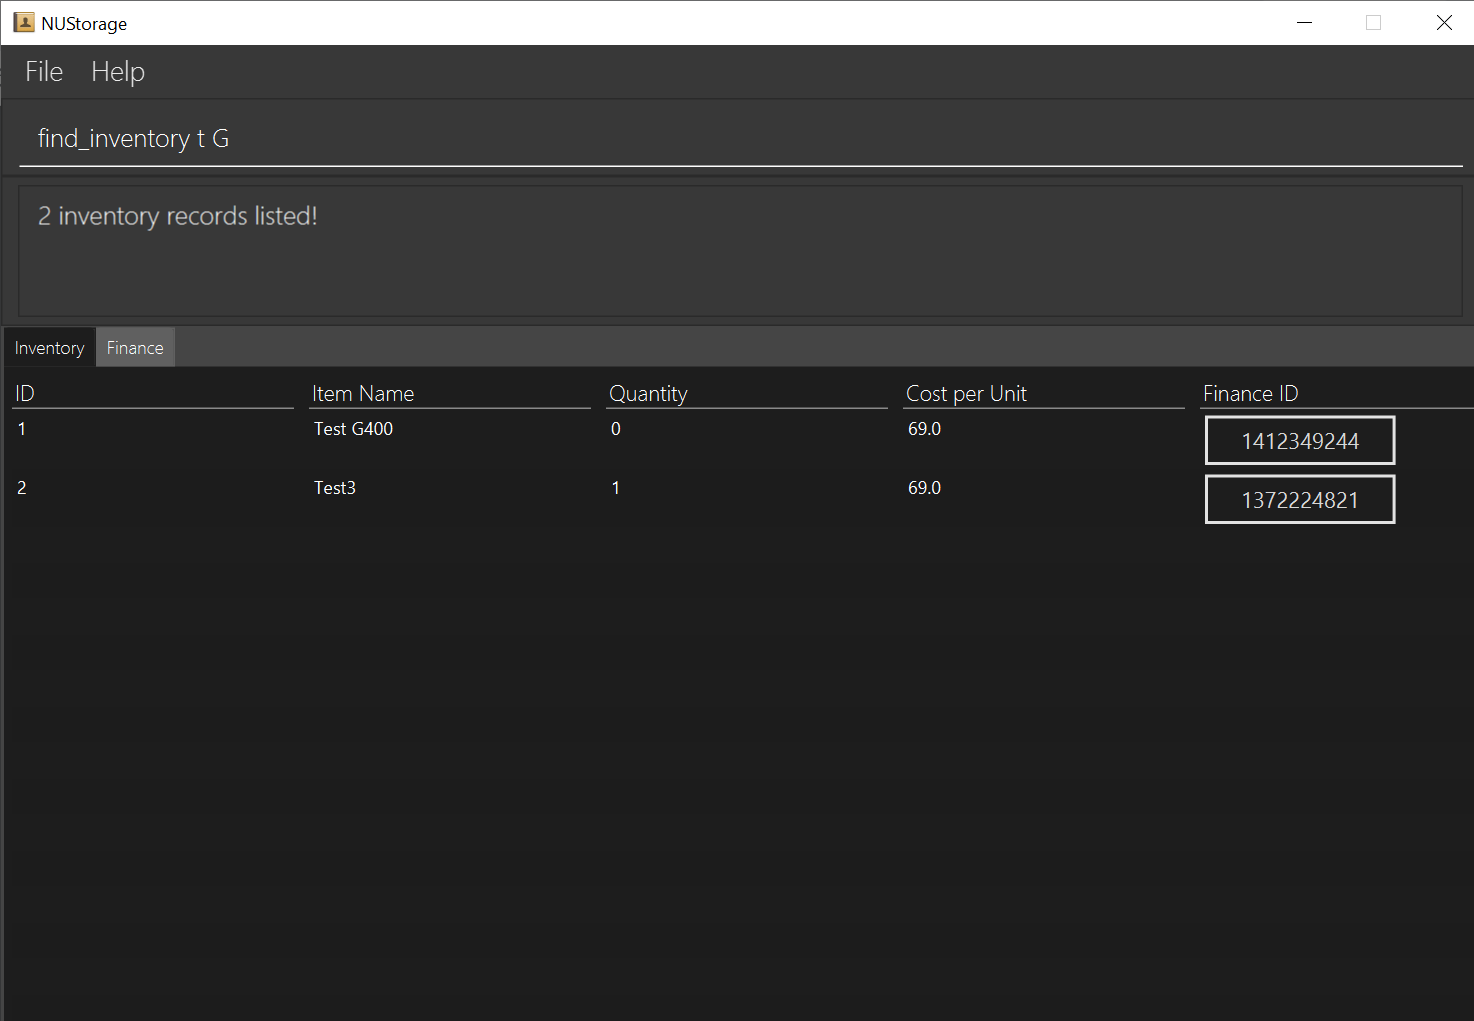 NUStorage
File Help
find_inventory t G
2 inventory records listed!
Inventory Finance
ID Item Name Quantity Cost per Unit Finance ID
1 Test G400 0 69.0 1412349244
2 Test3 1 69.0 1372224821